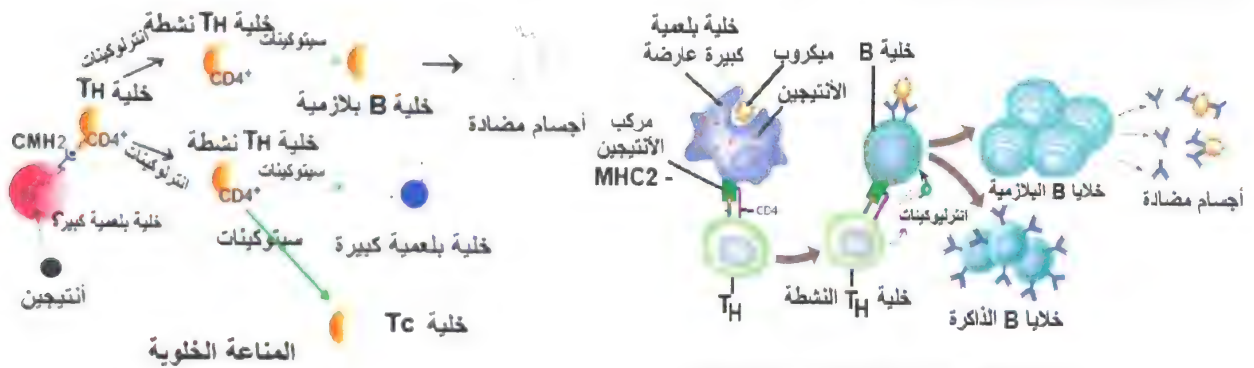 خلية TH نشطة
انترلوكينات
سيتوكينات
CD4+
خلية TH
CMH2
CD4+
خلية B بلازمية
أجسام مضادة
خلية TH نشطة
انترلوكينات
سيتوكينات
CD4+
خلية بلعمية كبير؟
سيتوكينات
خلية بلعمية كبيرة
أنتيجين
خلية Tc
المناعة الخلوية
خلية بلعمية
كبيرة عارضة
ميكروب
الأنتيجين
مركب
الأنتيجين
MHC2 -
CD4
TH
خلية B
انترليوكينات
خلية TH النشطة
خلايا B البلازمية
أجسام مضادة
خلايا B الذاكرة